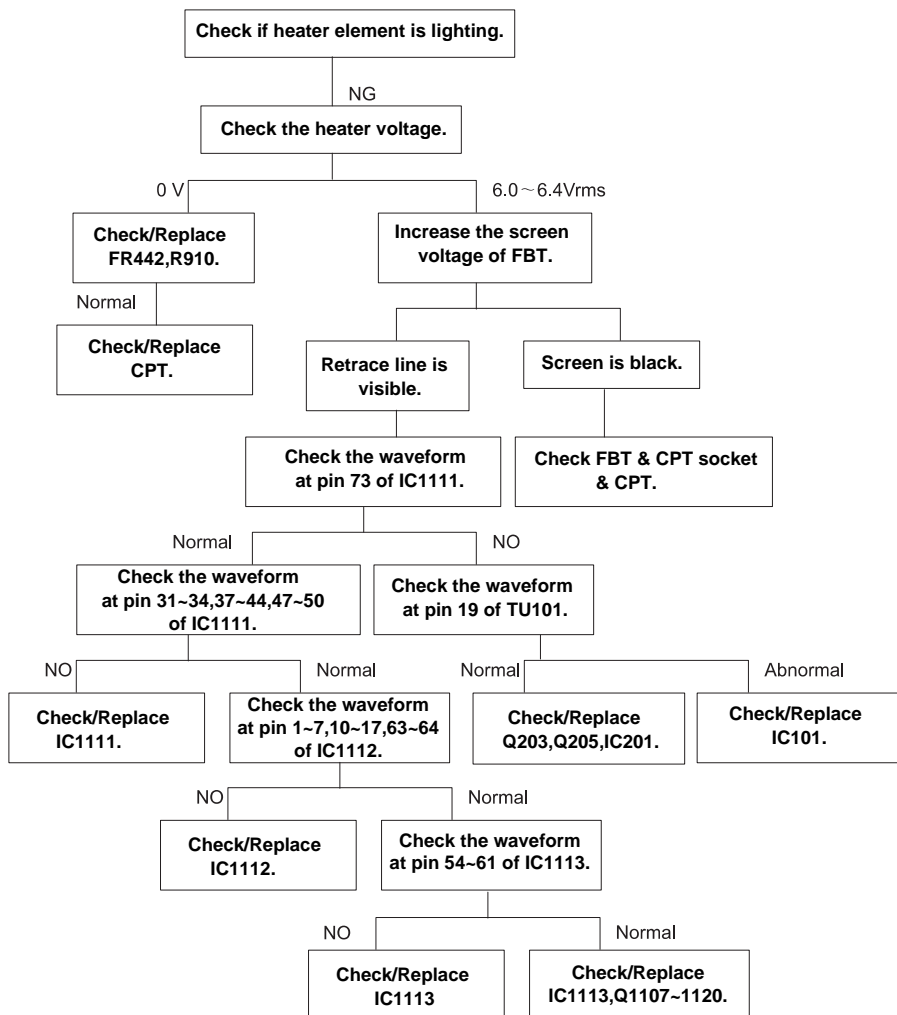 Check if heater element is lighting.
NG
Check the heater voltage.
0 V
6.0～6.4Vrms
Check/Replace
FR442,R910.
Increase the screen
voltage of FBT.
Normal
Check/Replace
CPT.
Retrace line is
visible.
Screen is black.
Check the waveform
at pin 73 of IC1111.
Check FBT & CPT socket
& CPT.
Normal
NO
Check the waveform
at pin 31~34,37~44,47~50
of IC1111.
Check the waveform
at pin 19 of TU101.
NO
Normal
Normal
Abnormal
Check/Replace
IC1111.
Check the waveform
at pin 1~7,10~17,63~64
of IC1112.
Check/Replace
Q203,Q205,IC201.
Check/Replace
IC101.
NO
Normal
Check/Replace
IC1112.
Check the waveform
at pin 54~61 of IC1113.
NO
Normal
Check/Replace
IC1113
Check/Replace
IC1113,Q1107~1120.